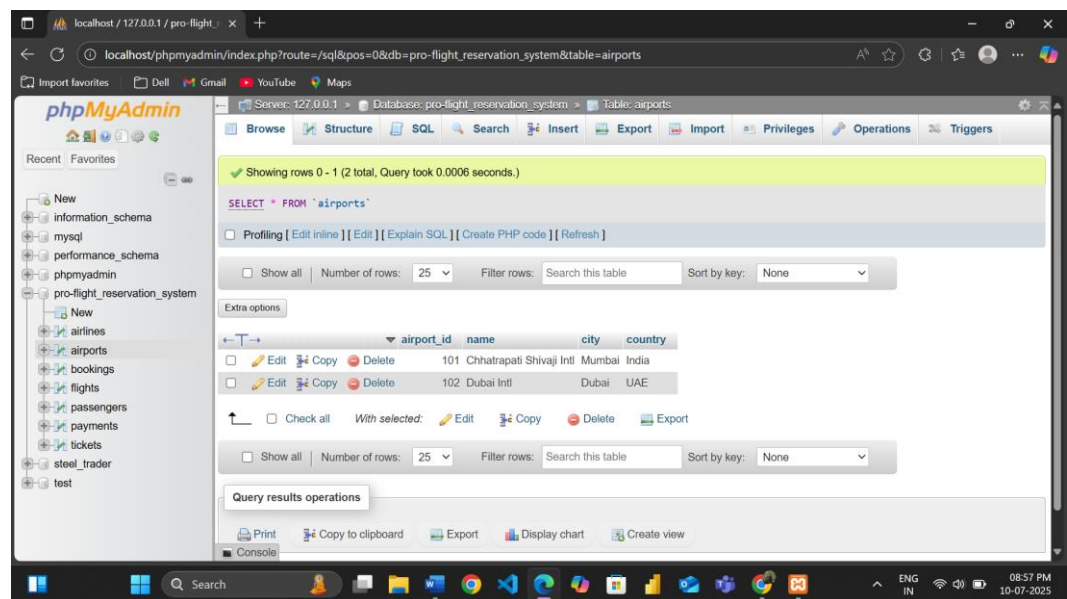 localhost / 127.0.0.1 / pro-flight_r
localhost/phpmyadmin/index.php?route=/sql&pos=0&db=pro-flight_reservation_system&table=airports
Import favorites Dell Gmail YouTube Maps
phpMyAdmin
Recent Favorites
New
information_schema
mysql
performance_schema
phpmyadmin
pro-flight_reservation_system
New
airlines
airports
bookings
flights
passengers
payments
tickets
steel_trader
test
Server: 127.0.0.1 » Database: pro-flight_reservation_system » Table: airports
Browse Structure SQL Search Insert Export Import Privileges Operations Triggers
Showing rows 0 - 1 (2 total, Query took 0.0006 seconds.)
SELECT * FROM `airports`
Profiling [ Edit inline ] [ Edit ] [ Explain SQL ] [ Create PHP code ] [ Refresh ]
Show all | Number of rows: 25 Filter rows: Search this table Sort by key: None
Extra options
←T→ airport_id name city country
Edit Copy Delete 101 Chhatrapati Shivaji Intl Mumbai India
Edit Copy Delete 102 Dubai Intl Dubai UAE
Check all With selected: Edit Copy Delete Export
Show all | Number of rows: 25 Filter rows: Search this table Sort by key: None
Query results operations
Print Copy to clipboard Export Display chart Create view
Console
Search
ENG 08:57 PM
IN 10-07-2025